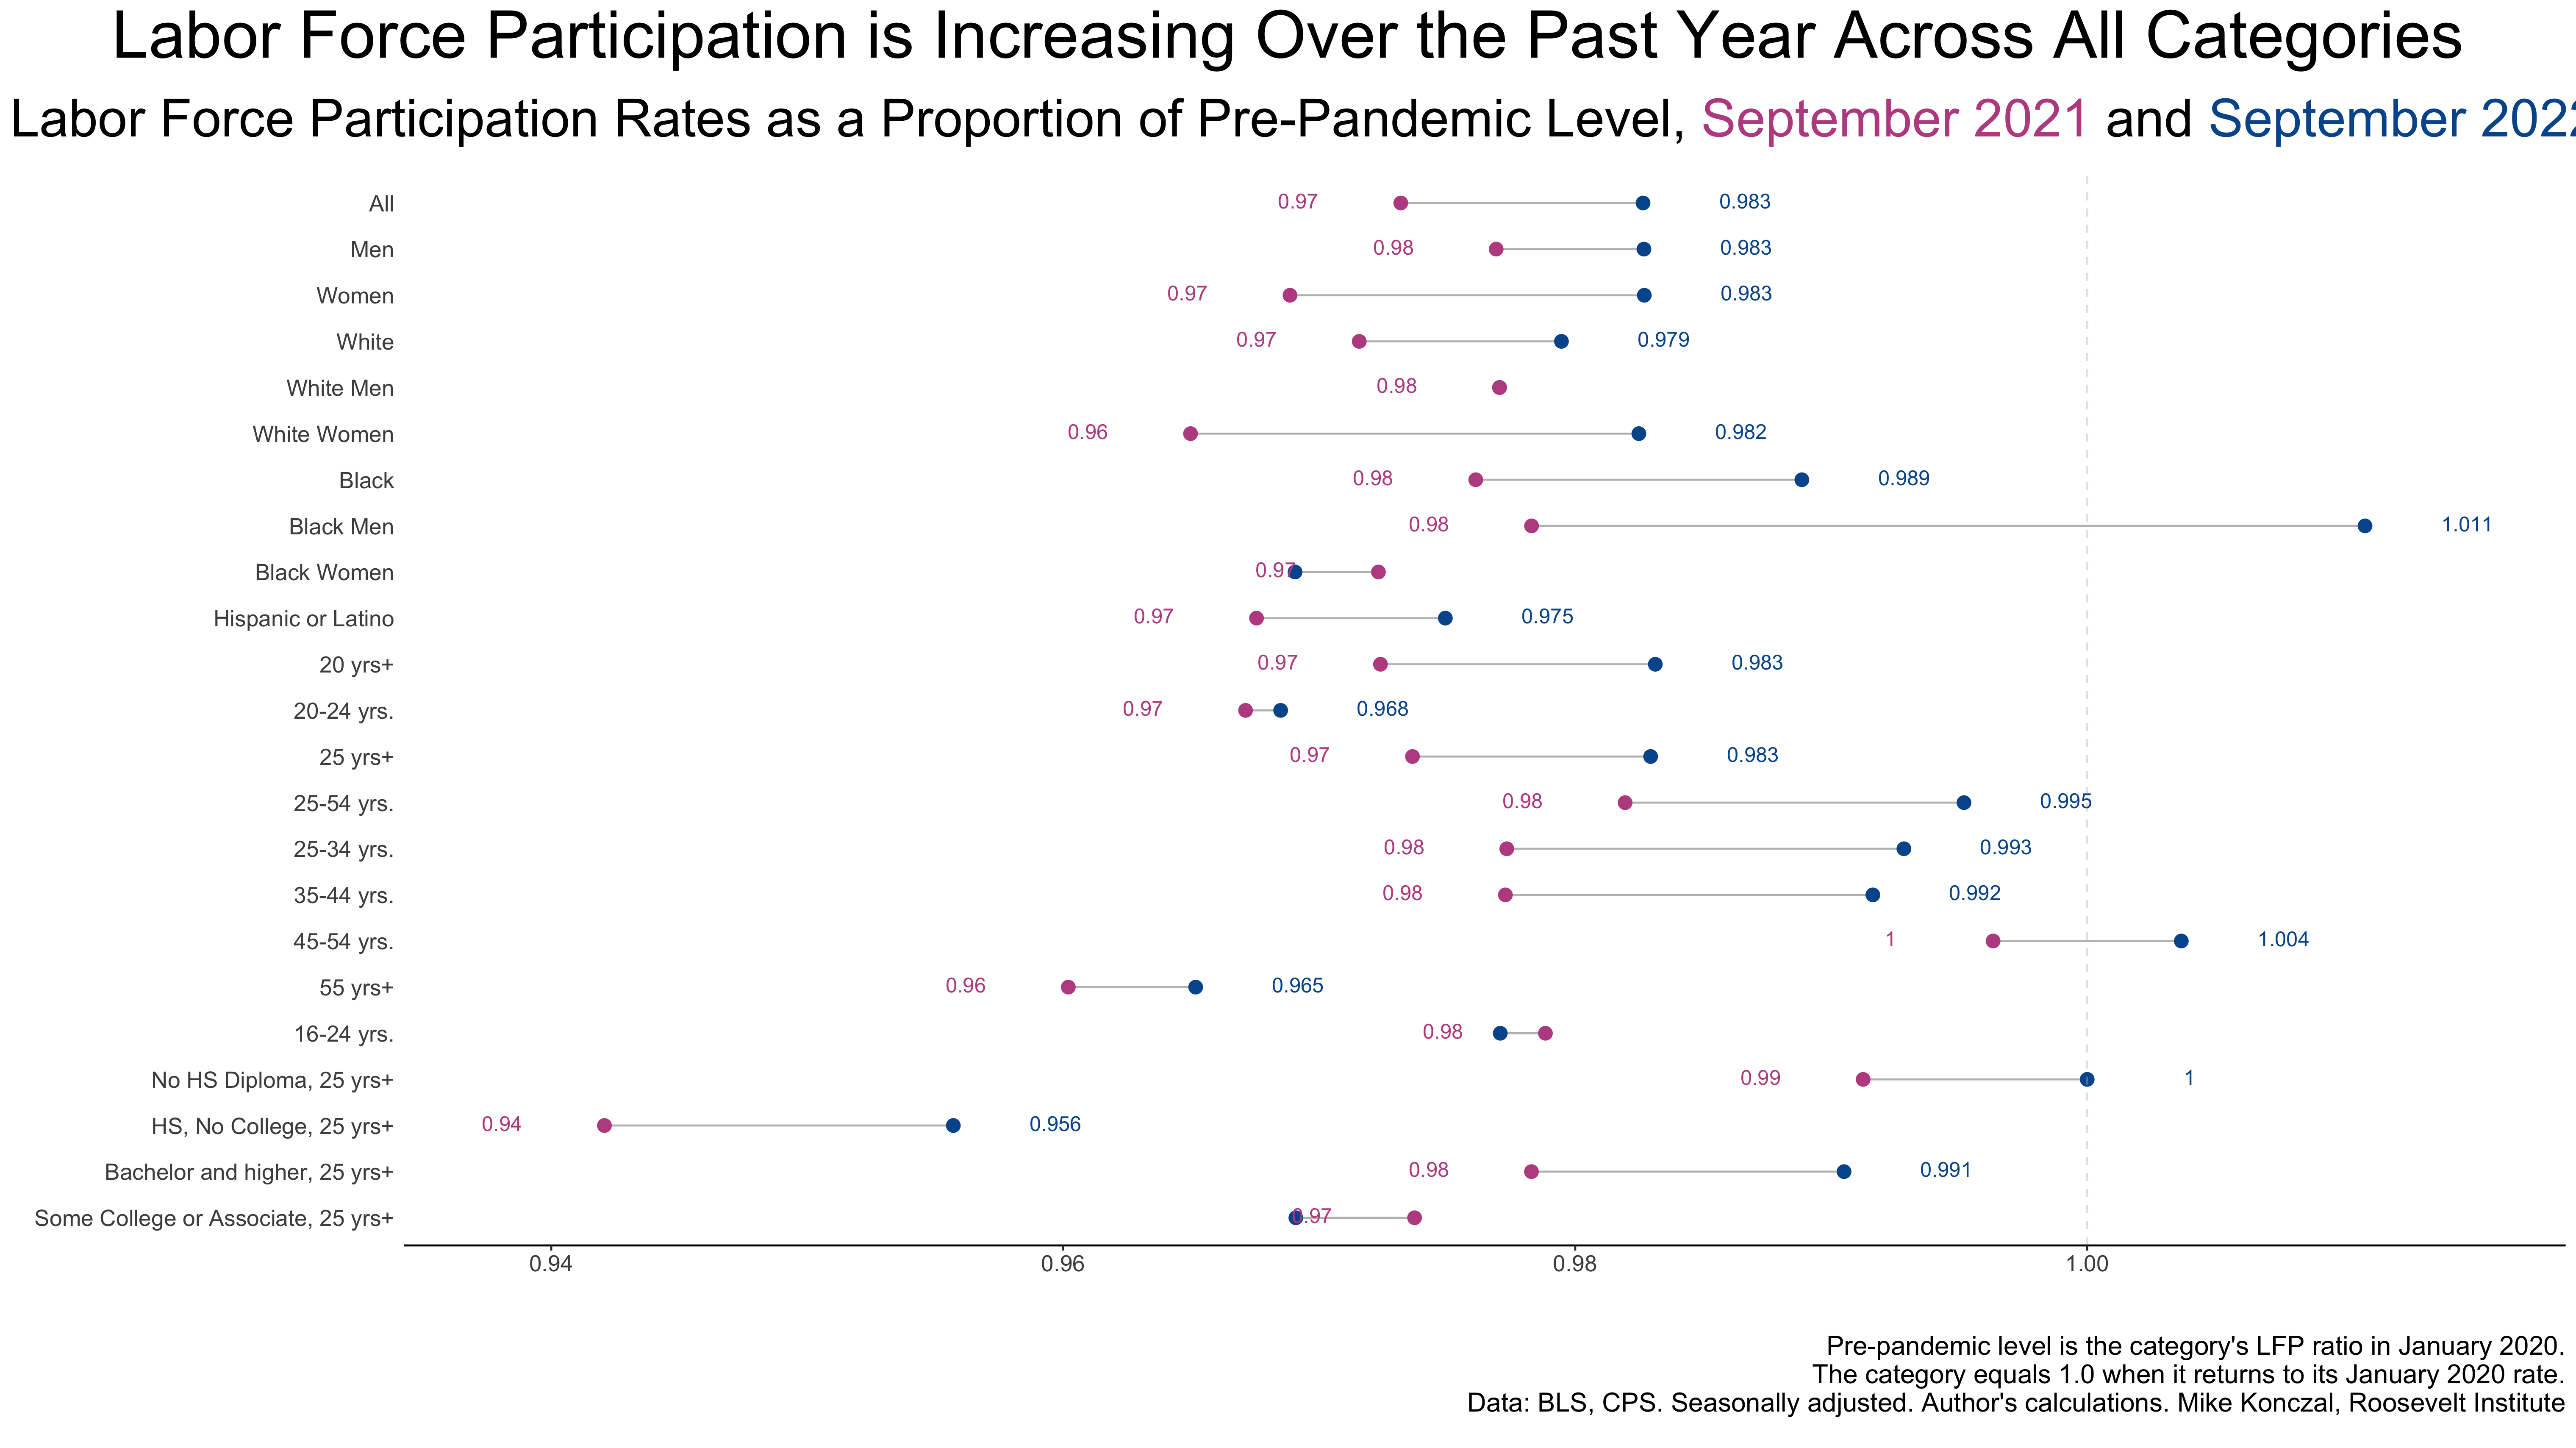 Labor Force Participation is Increasing Over the Past Year Across All Categories
Labor Force Participation Rates as a Proportion of Pre-Pandemic Level, September 2021 and September 2022
All 0.97 0.983
Men 0.98 0.983
Women 0.97 0.983
White 0.97 0.979
White Men 0.98
White Women 0.96 0.982
Black 0.98 0.989
Black Men 0.98 1.011
Black Women 0.97
Hispanic or Latino 0.97 0.975
20 yrs+ 0.97 0.983
20-24 yrs. 0.97 0.968
25 yrs+ 0.97 0.983
25-54 yrs. 0.98 0.995
25-34 yrs. 0.98 0.993
35-44 yrs. 0.98 0.992
45-54 yrs. 1 1.004
55 yrs+ 0.96 0.965
16-24 yrs. 0.98
No HS Diploma, 25 yrs+ 0.99 1
HS, No College, 25 yrs+ 0.94 0.956
Bachelor and higher, 25 yrs+ 0.98 0.991
Some College or Associate, 25 yrs+ 0.97
0.94 0.96 0.98 1.00
Pre-pandemic level is the category's LFP ratio in January 2020.
The category equals 1.0 when it returns to its January 2020 rate.
Data: BLS, CPS. Seasonally adjusted. Author's calculations. Mike Konczal, Roosevelt Institute